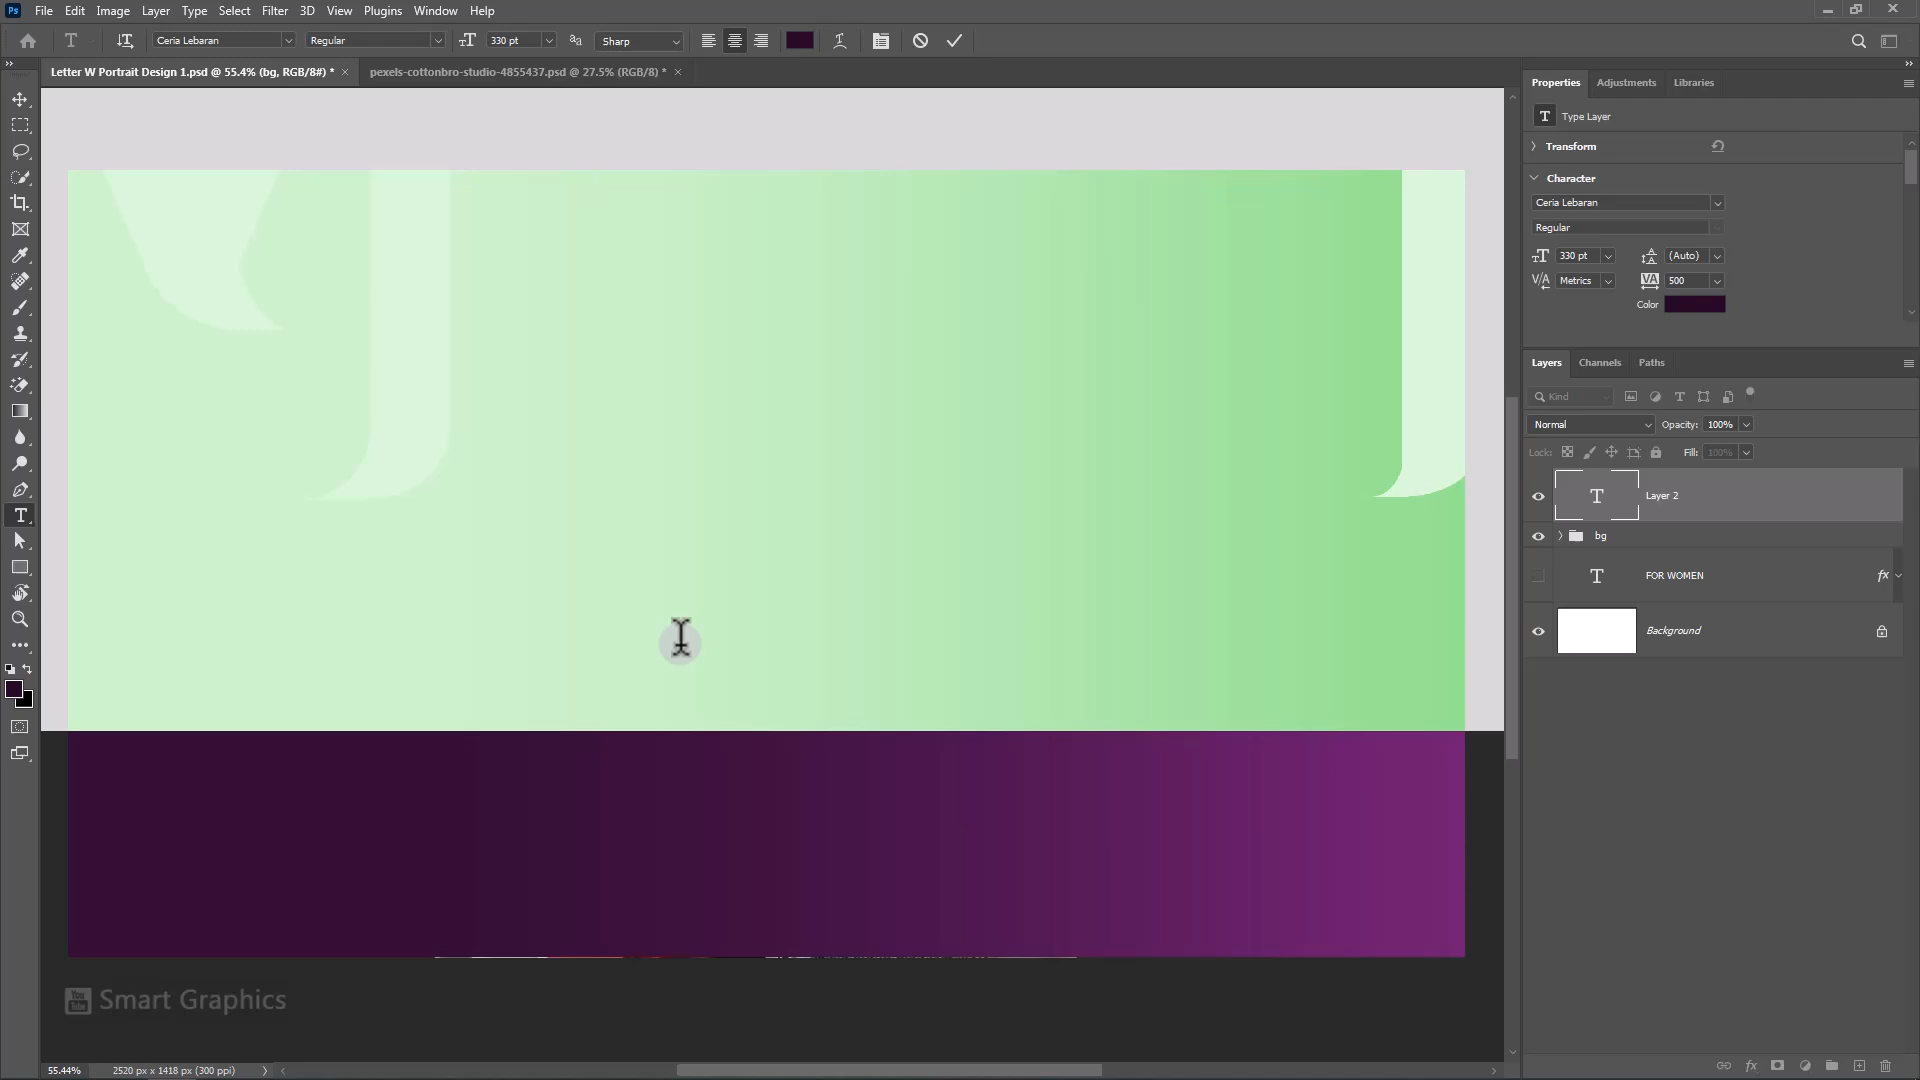 Ps File Edit Image Layer Type Select Filter 3D View Plugins Window Help
Ceria Lebaran Regular 330 pt Sharp
Letter W Portrait Design 1.psd @ 55.4% (bg, RGB/8#) * × pexels-cottonbro-studio-4855437.psd @ 27.5% (RGB/8) * ×
Properties Adjustments Libraries
T Type Layer
Transform
Character
Ceria Lebaran
Regular
330 pt (Auto)
Metrics 500
Color
Layers Channels Paths
Kind
Normal Opacity: 100%
Lock: Fill: 100%
T Layer 2
bg
T FOR WOMEN fx
Background
You Tube Smart Graphics
55.44% 2520 px x 1418 px (300 ppi)